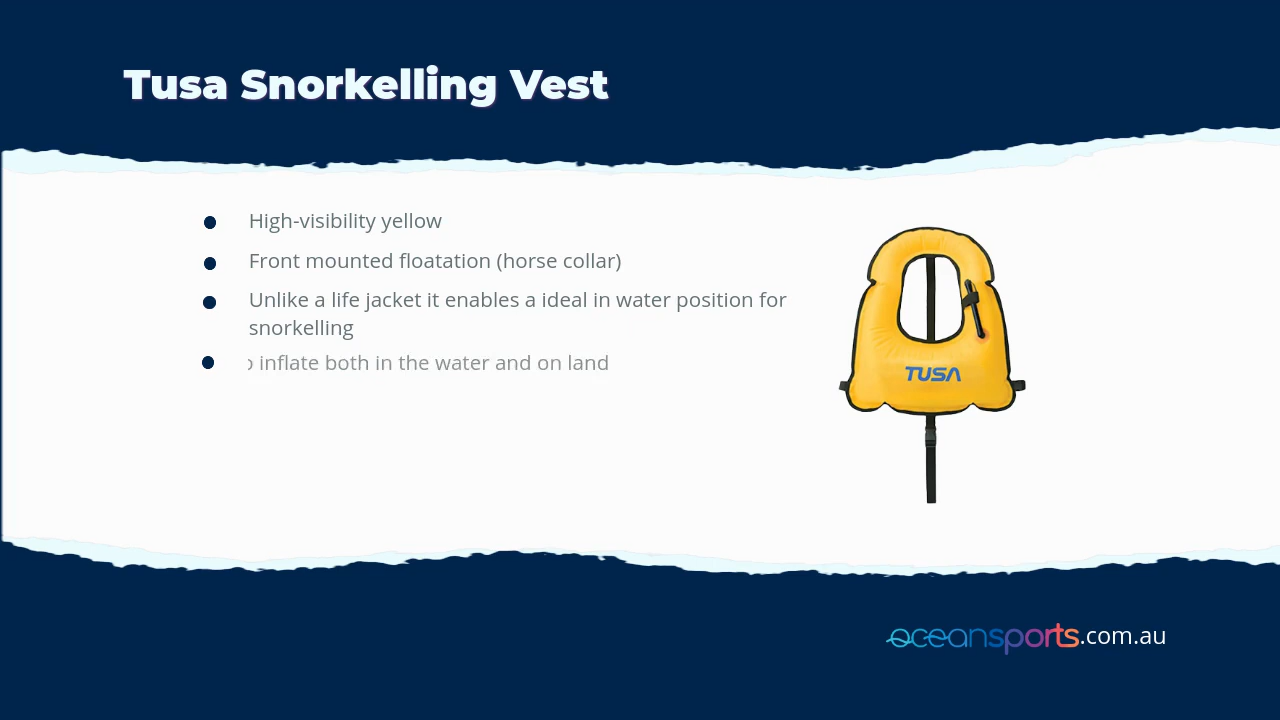 Tusa Snorkelling Vest
High-visibility yellow
Front mounted floatation (horse collar)
Unlike a life jacket it enables a ideal in water position for
snorkelling
inflate both in the water and on land
TUSA
oceansports.com.au